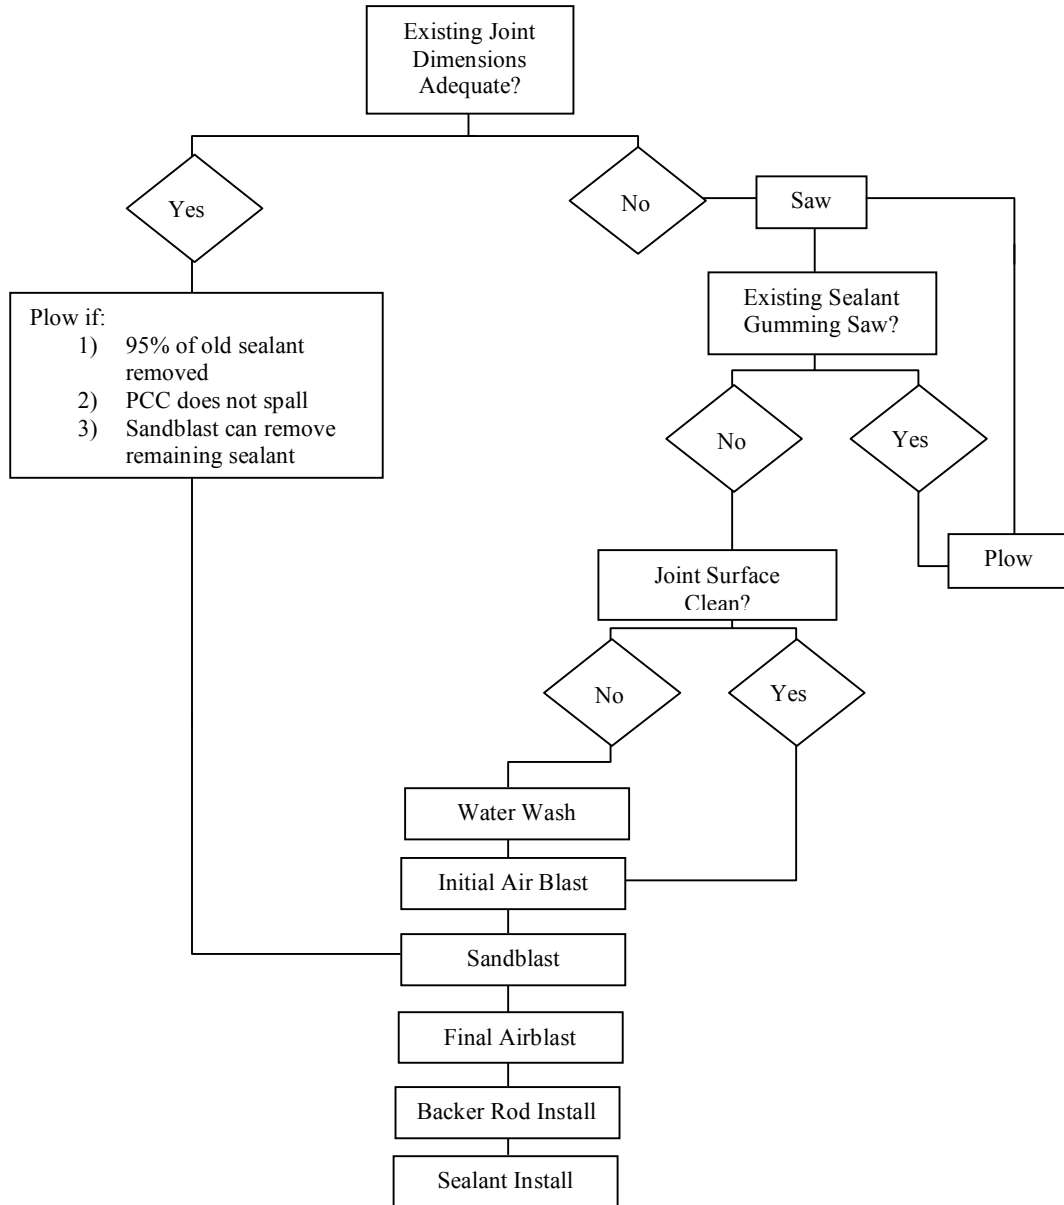 Existing Joint
Dimensions
Adequate?
Yes
No
Saw
Plow if:
1) 95% of old sealant
removed
2) PCC does not spall
3) Sandblast can remove
remaining sealant
Existing Sealant
Gumming Saw?
No
Yes
Plow
Joint Surface
Clean?
No
Yes
Water Wash
Initial Air Blast
Sandblast
Final Airblast
Backer Rod Install
Sealant Install